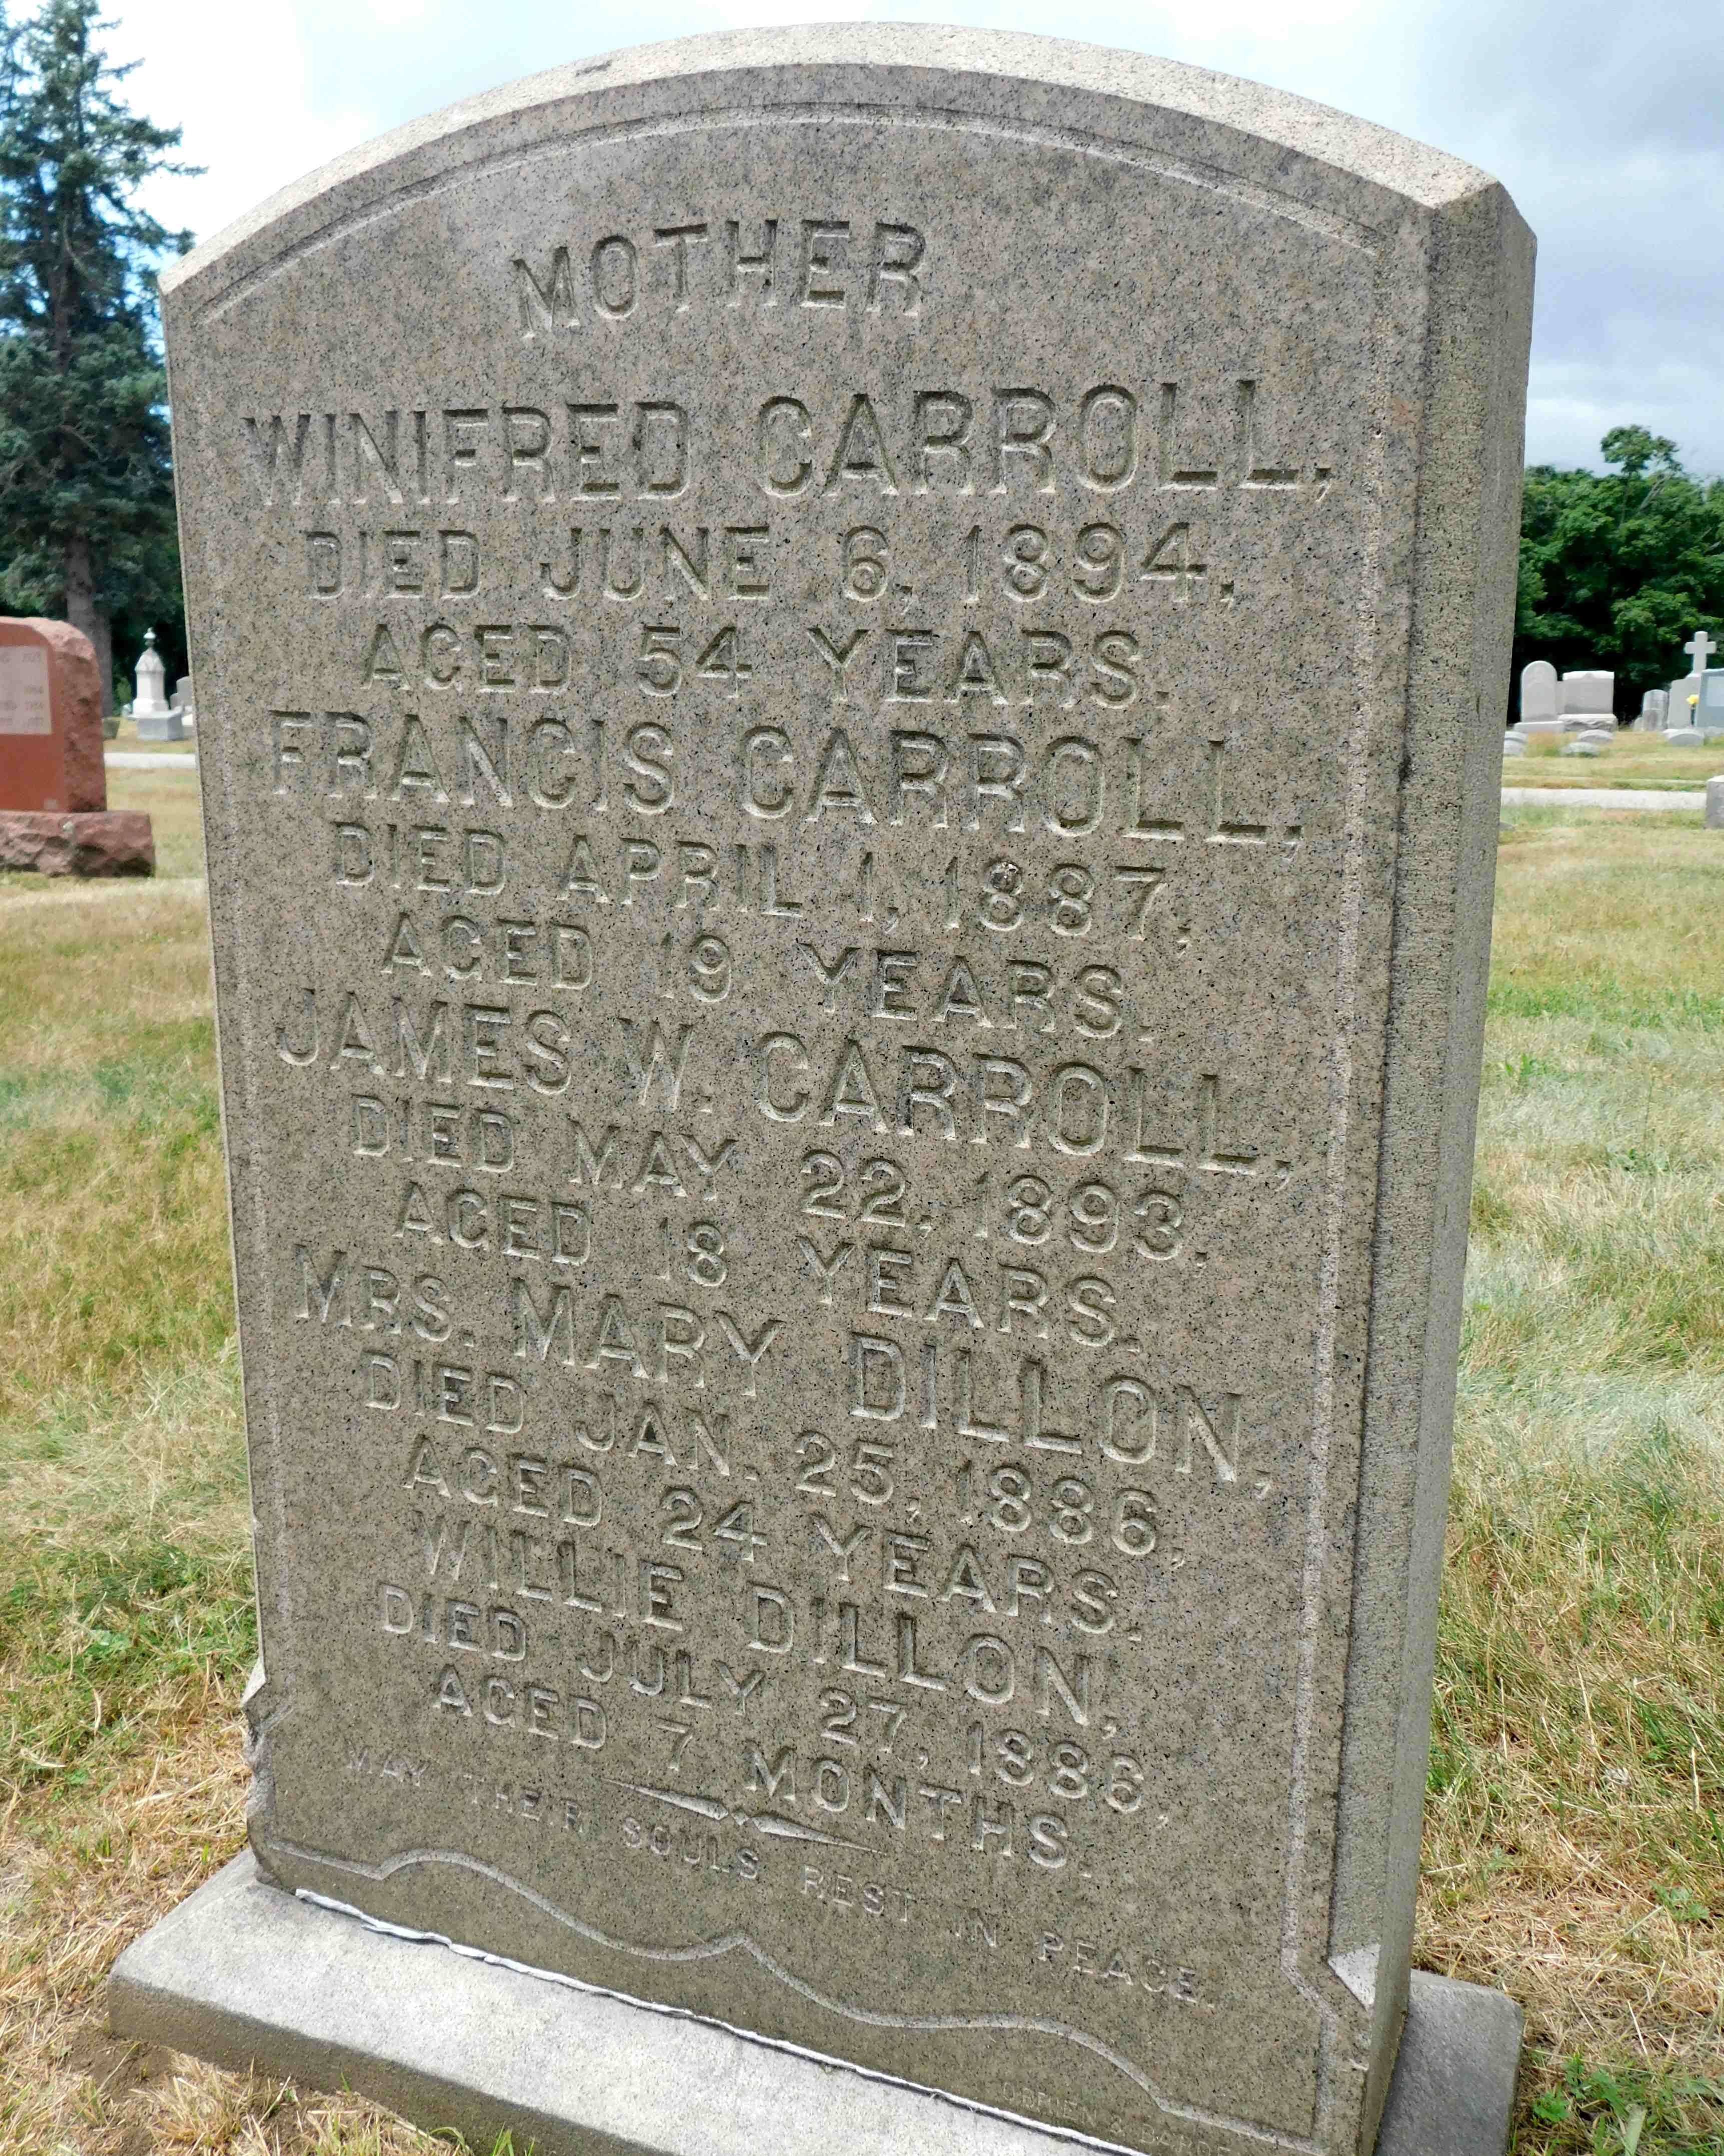 MOTHER
WINIFRED CARROLL,
DIED JUNE 6, 1894,
AGED 54 YEARS.
FRANCIS CARROLL,
DIED APRIL 1, 1887,
AGED 19 YEARS.
JAMES W. CARROLL,
DIED MAY 22, 1893,
AGED 18 YEARS.
MRS. MARY DILLON,
DIED JAN. 25, 1886,
AGED 24 YEARS.
WILLIE DILLON,
DIED JULY 27, 1886,
AGED 7 MONTHS.
MAY THEIR SOULS REST IN PEACE.